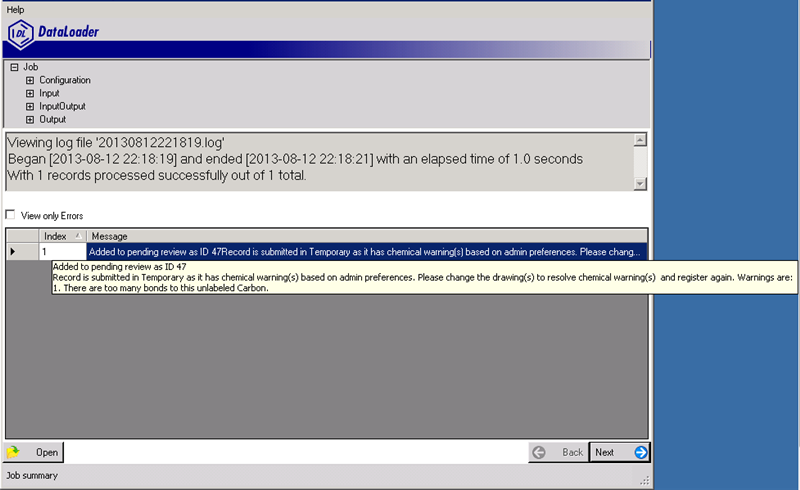 Help
DL DataLoader
Job
Configuration
Input
InputOutput
Output
Viewing log file '20130812221819.log'
Began [2013-08-12 22:18:19] and ended [2013-08-12 22:18:21] with an elapsed time of 1.0 seconds
With 1 records processed successfully out of 1 total.
View only Errors
Index Message
1 Added to pending review as ID 47Record is submitted in Temporary as it has chemical warning(s) based on admin preferences. Please chang...
Added to pending review as ID 47
Record is submitted in Temporary as it has chemical warning(s) based on admin preferences. Please change the drawing(s) to resolve chemical warning(s) and register again. Warnings are:
1. There are too many bonds to this unlabeled Carbon.
Open Back Next
Job summary